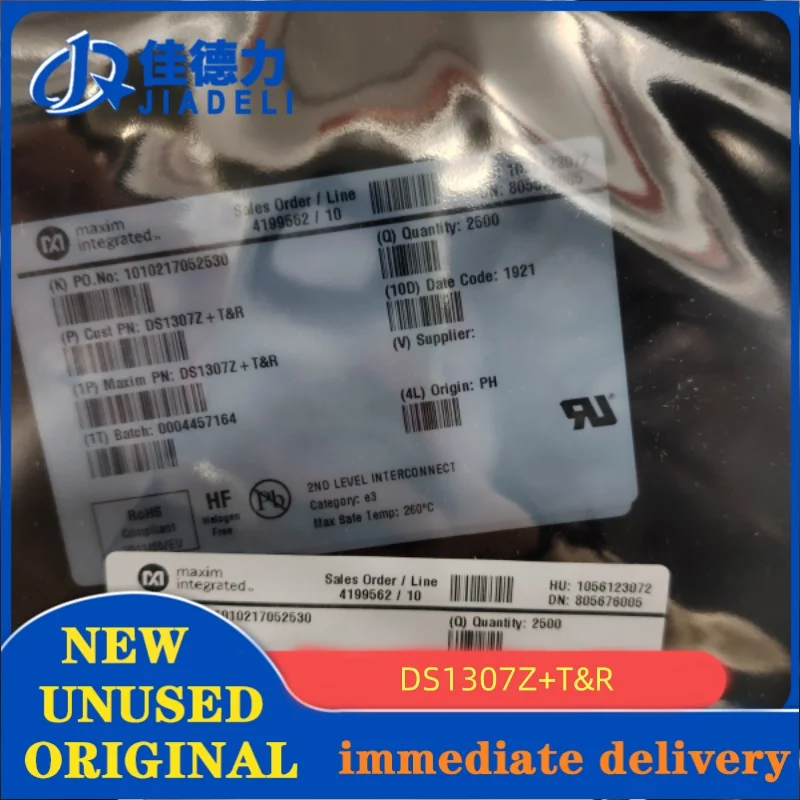 佳德力
JIADELI
maxim
integrated™
Sales Order / Line
4199562 / 10
(K) PO.No: 1010217052530
(Q) Quantity: 2500
(P) Cust PN: DS1307Z+T&R
(10D) Date Code: 1921
(1P) Maxim PN: DS1307Z+T&R
(V) Supplier:
(1T) Batch: 0004457164
(4L) Origin: PH
RoHS
Compliant
HF
Halogen
Free
Pb
2ND LEVEL INTERCONNECT
Category: e3
Max Safe Temp: 260°C
maxim
integrated™
Sales Order / Line
4199562 / 10
HU: 1056123072
DN: 805676005
1010217052530
(Q) Quantity: 2500
DS1307Z+T&R
NEW
UNUSED
ORIGINAL
immediate delivery